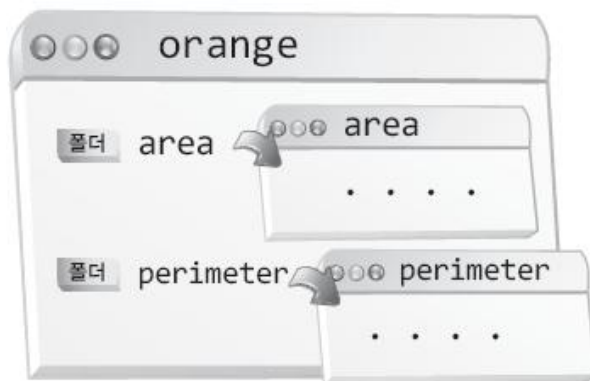 orange
폴더 area
area
. . . .
폴더 perimeter
perimeter
. . . .